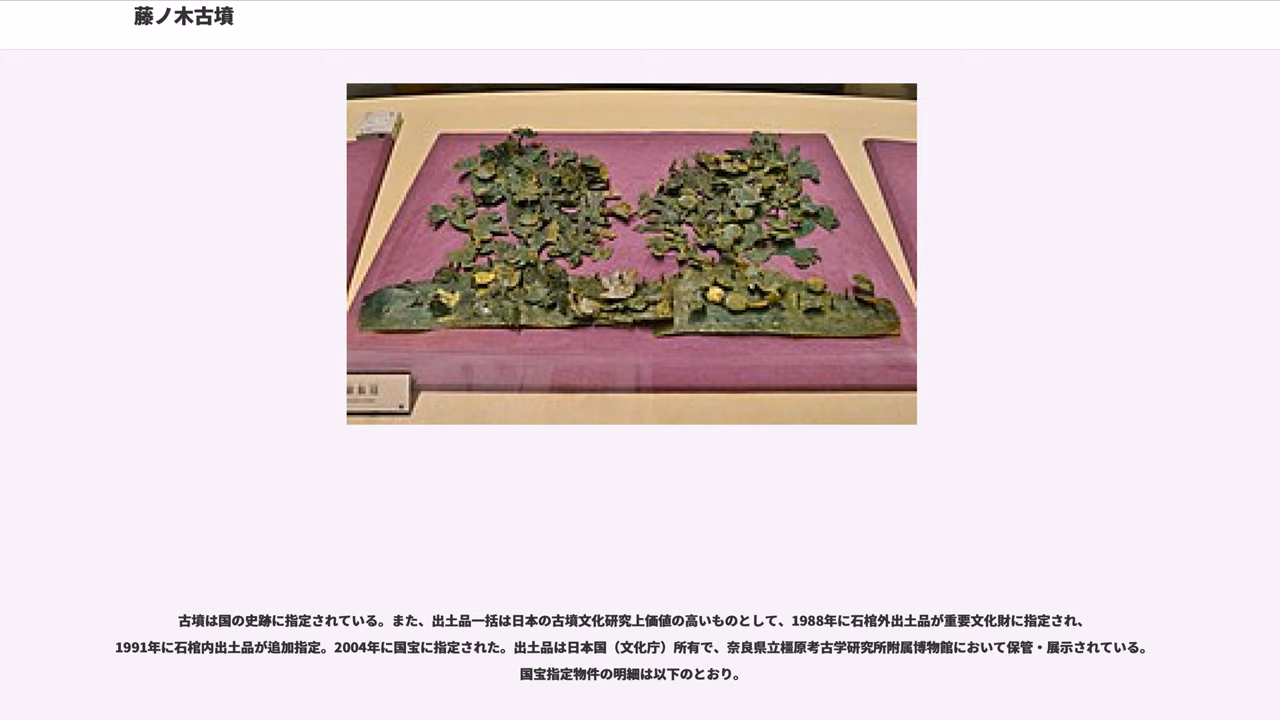 藤ノ木古墳
古墳は国の史跡に指定されている。また、出土品一括は日本の古墳文化研究上価値の高いものとして、1988年に石棺外出土品が重要文化財に指定され、
1991年に石棺内出土品が追加指定。2004年に国宝に指定された。出土品は日本国（文化庁）所有で、奈良県立橿原考古学研究所附属博物館において保管・展示されている。
国宝指定物件の明細は以下のとおり。